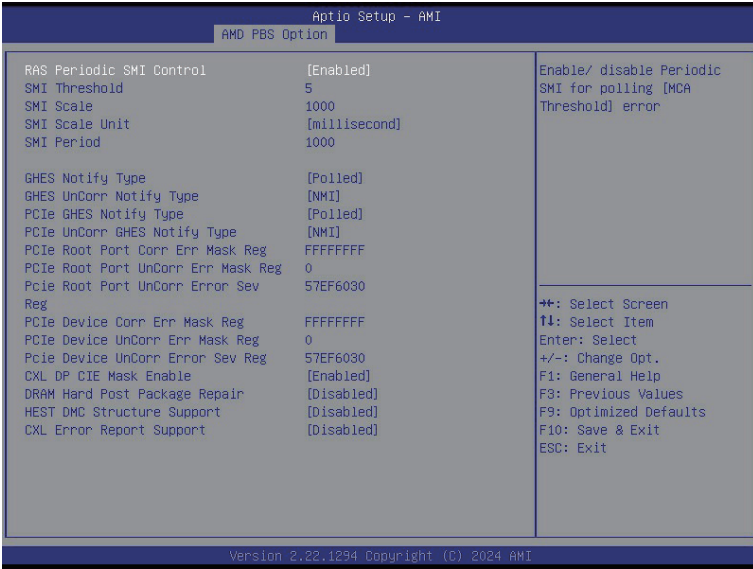 Aptio Setup – AMI
AMD PBS Option
RAS Periodic SMI Control [Enabled]
SMI Threshold 5
SMI Scale 1000
SMI Scale Unit [millisecond]
SMI Period 1000
GHES Notify Type [Polled]
GHES UnCorr Notify Type [NMI]
PCIe GHES Notify Type [Polled]
PCIe UnCorr GHES Notify Type [NMI]
PCIe Root Port Corr Err Mask Reg FFFFFFFF
PCIe Root Port UnCorr Err Mask Reg 0
Pcie Root Port UnCorr Error Sev 57EF6030
Reg
PCIe Device Corr Err Mask Reg FFFFFFFF
PCIe Device UnCorr Err Mask Reg 0
Pcie Device UnCorr Error Sev Reg 57EF6030
CXL DP CIE Mask Enable [Enabled]
DRAM Hard Post Package Repair [Disabled]
HEST DMC Structure Support [Disabled]
CXL Error Report Support [Disabled]
Enable/ disable Periodic
SMI for polling [MCA
Threshold] error
→←: Select Screen
↑↓: Select Item
Enter: Select
+/-: Change Opt.
F1: General Help
F3: Previous Values
F9: Optimized Defaults
F10: Save & Exit
ESC: Exit
Version 2.22.1294 Copyright (C) 2024 AMI